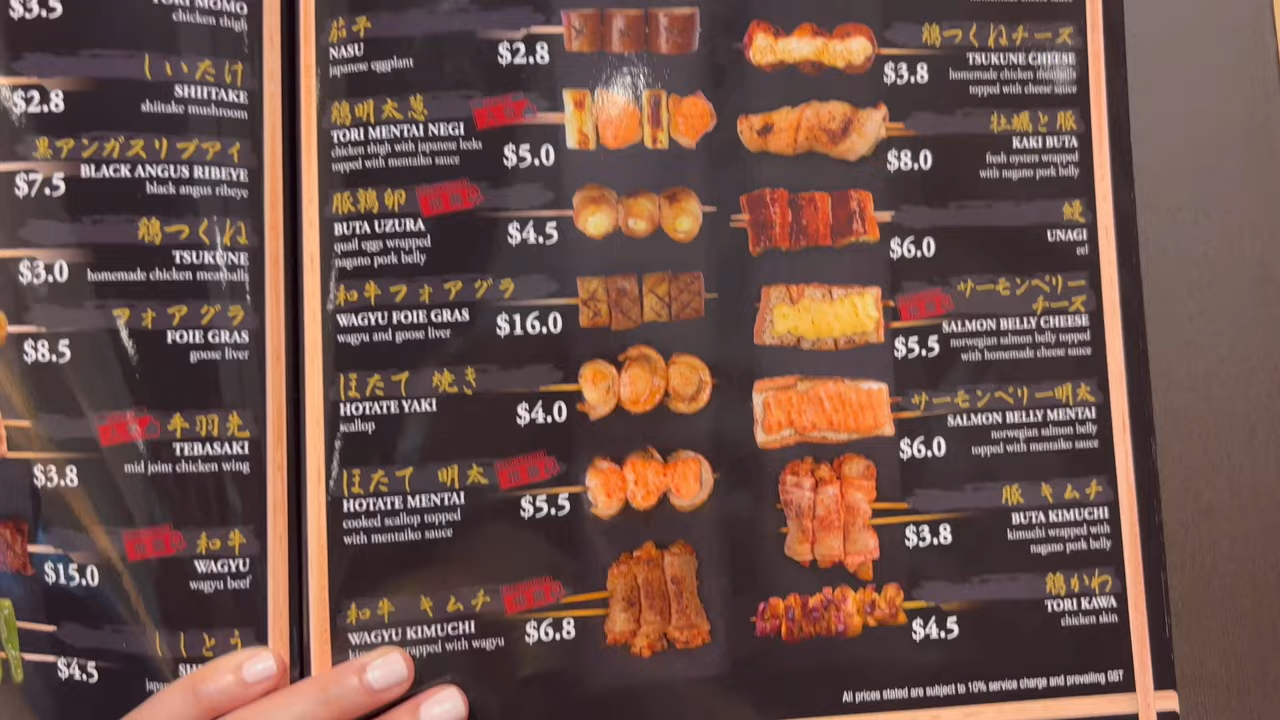 $3.5
TORI MOMO
chicken thigh
しいたけ
$2.8
SHIITAKE
shiitake mushroom
黒アンガスリブアイ
$7.5
BLACK ANGUS RIBEYE
black angus ribeye
鶏つくね
TSUKUNE
$3.0
homemade chicken meatballs
フォアグラ
FOIE GRAS
$8.5
goose liver
手羽先
TEBASAKI
$3.8
mid joint chicken wing
和牛
WAGYU
$15.0
wagyu beef
ししとう
$4.5
茄子
NASU
$2.8
japanese eggplant
鶏明太葱
TORI MENTAI NEGI
chicken thigh with japanese leeks
topped with mentaiko sauce
$5.0
豚鶉卵
BUTA UZURA
$4.5
quail eggs wrapped
nagano pork belly
和牛フォアグラ
WAGYU FOIE GRAS
$16.0
wagyu and goose liver
ほたて 焼き
HOTATE YAKI
$4.0
scallop
ほたて 明太
HOTATE MENTAI
$5.5
cooked scallop topped
with mentaiko sauce
和牛 キムチ
WAGYU KIMUCHI
$6.8
wrapped with wagyu
homemade cheese sauce
鶏つくねチーズ
TSUKUNE CHEESE
$3.8
homemade chicken meatballs
topped with cheese sauce
牡蠣と豚
KAKI BUTA
$8.0
fresh oysters wrapped
with nagano pork belly
鰻
UNAGI
$6.0
eel
サーモンベリー
チーズ
SALMON BELLY CHEESE
$5.5
norwegian salmon belly topped
with homemade cheese sauce
サーモンベリー明太
SALMON BELLY MENTAI
$6.0
norwegian salmon belly
topped with mentaiko sauce
豚 キムチ
BUTA KIMUCHI
$3.8
kimuchi wrapped with
nagano pork belly
鶏かわ
TORI KAWA
$4.5
chicken skin
All prices stated are subject to 10% service charge and prevailing GST